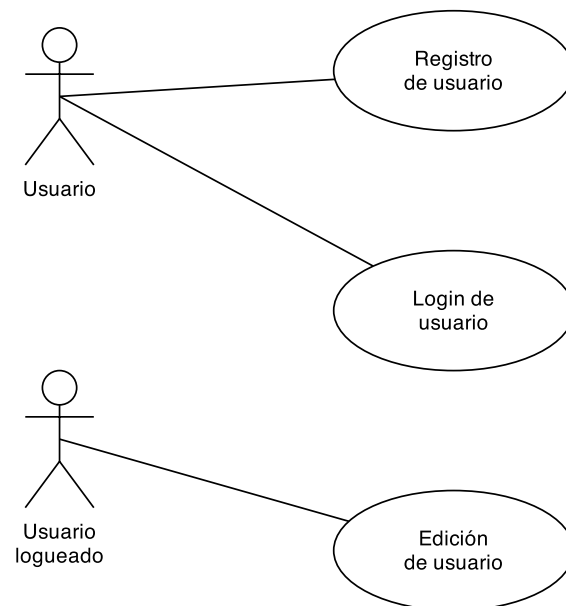 Registro
de usuario
Usuario
Login de
usuario
Usuario
logueado
Edición
de usuario